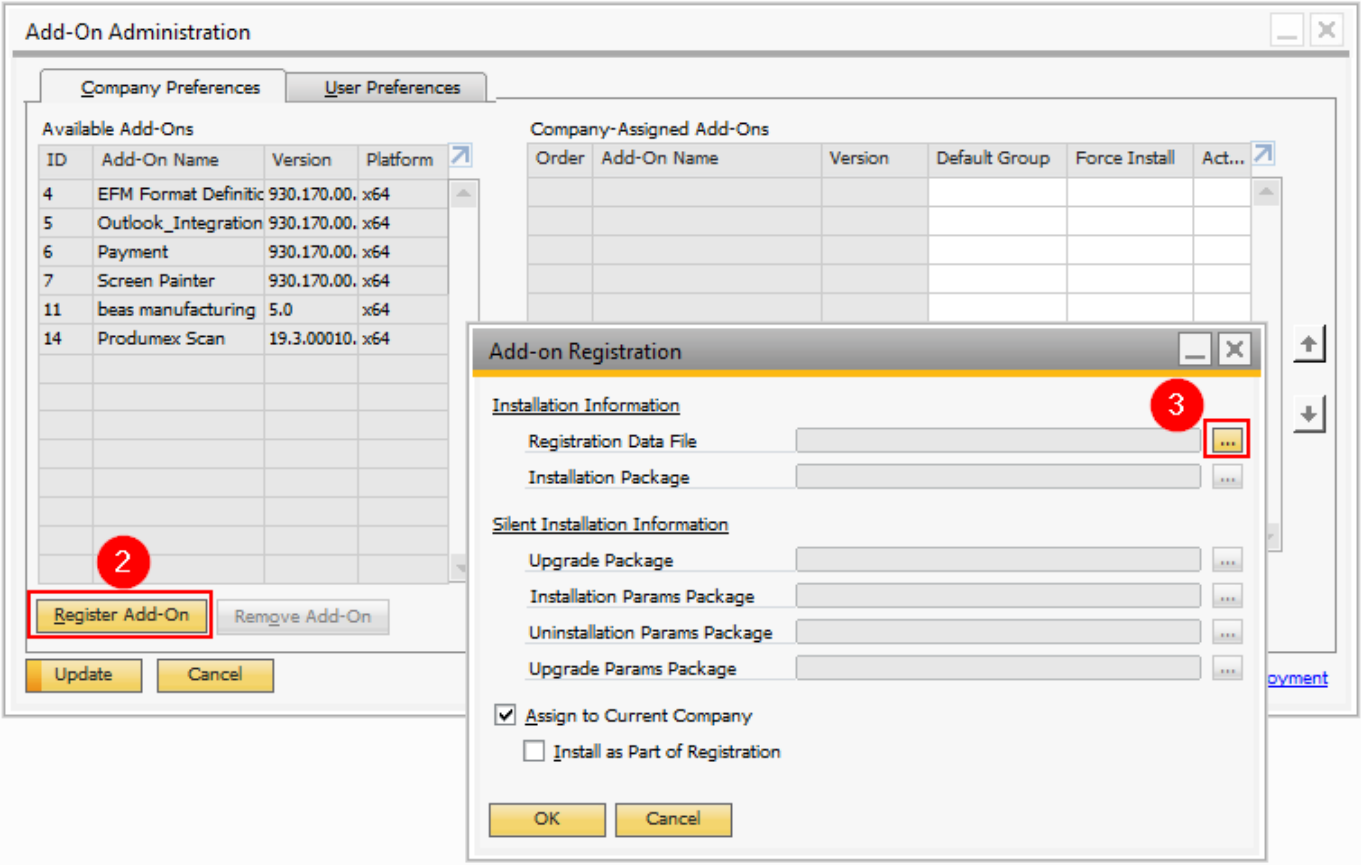 Add-On Administration
Company Preferences User Preferences
Available Add-Ons
ID Add-On Name Version Platform
4 EFM Format Definitic 930.170.00. x64
5 Outlook_Integration 930.170.00. x64
6 Payment 930.170.00. x64
7 Screen Painter 930.170.00. x64
11 beas manufacturing 5.0 x64
14 Produmex Scan 19.3.00010. x64
2
Register Add-On Remove Add-On
Update Cancel
Company-Assigned Add-Ons
Order Add-On Name Version Default Group Force Install Act...
Add-on Registration
Installation Information
3
Registration Data File ...
Installation Package ...
Silent Installation Information
Upgrade Package ...
Installation Params Package ...
Uninstallation Params Package ...
Upgrade Params Package ...
Assign to Current Company
Install as Part of Registration
OK Cancel
oyment